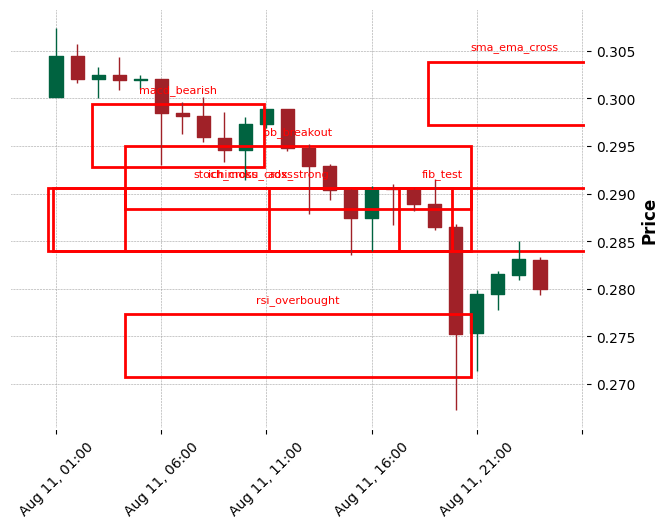 sma_ema_cross
macd_bearish
bb_breakout
fib_test
rsi_overbought
0.305
0.300
0.295
0.290
0.285
0.280
0.275
0.270
Price
Aug 11, 01:00
Aug 11, 06:00
Aug 11, 11:00
Aug 11, 16:00
Aug 11, 21:00